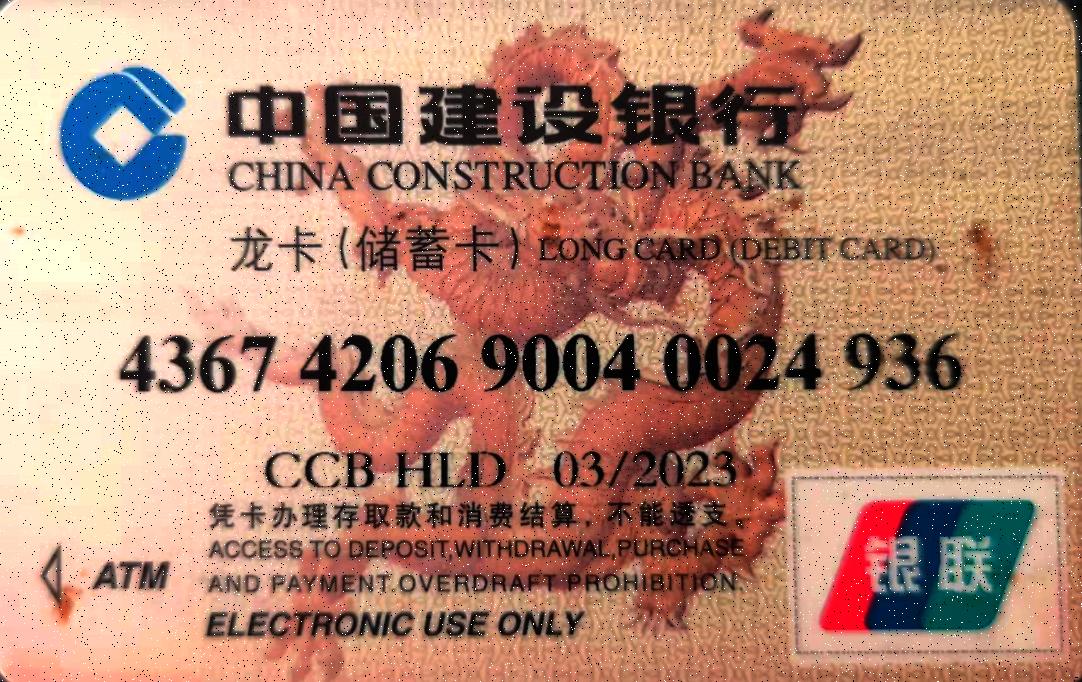 中国建设银行
CHINA CONSTRUCTION BANK
龙卡(储蓄卡) LONG CARD (DEBIT CARD)
4367 4206 9004 0024 936
CCB HLD 03/2023
凭卡办理存取款和消费结算，不能透支。
ACCESS TO DEPOSIT,WITHDRAWAL,PURCHASE
AND PAYMENT.OVERDRAFT PROHIBITION.
ATM
ELECTRONIC USE ONLY
银联